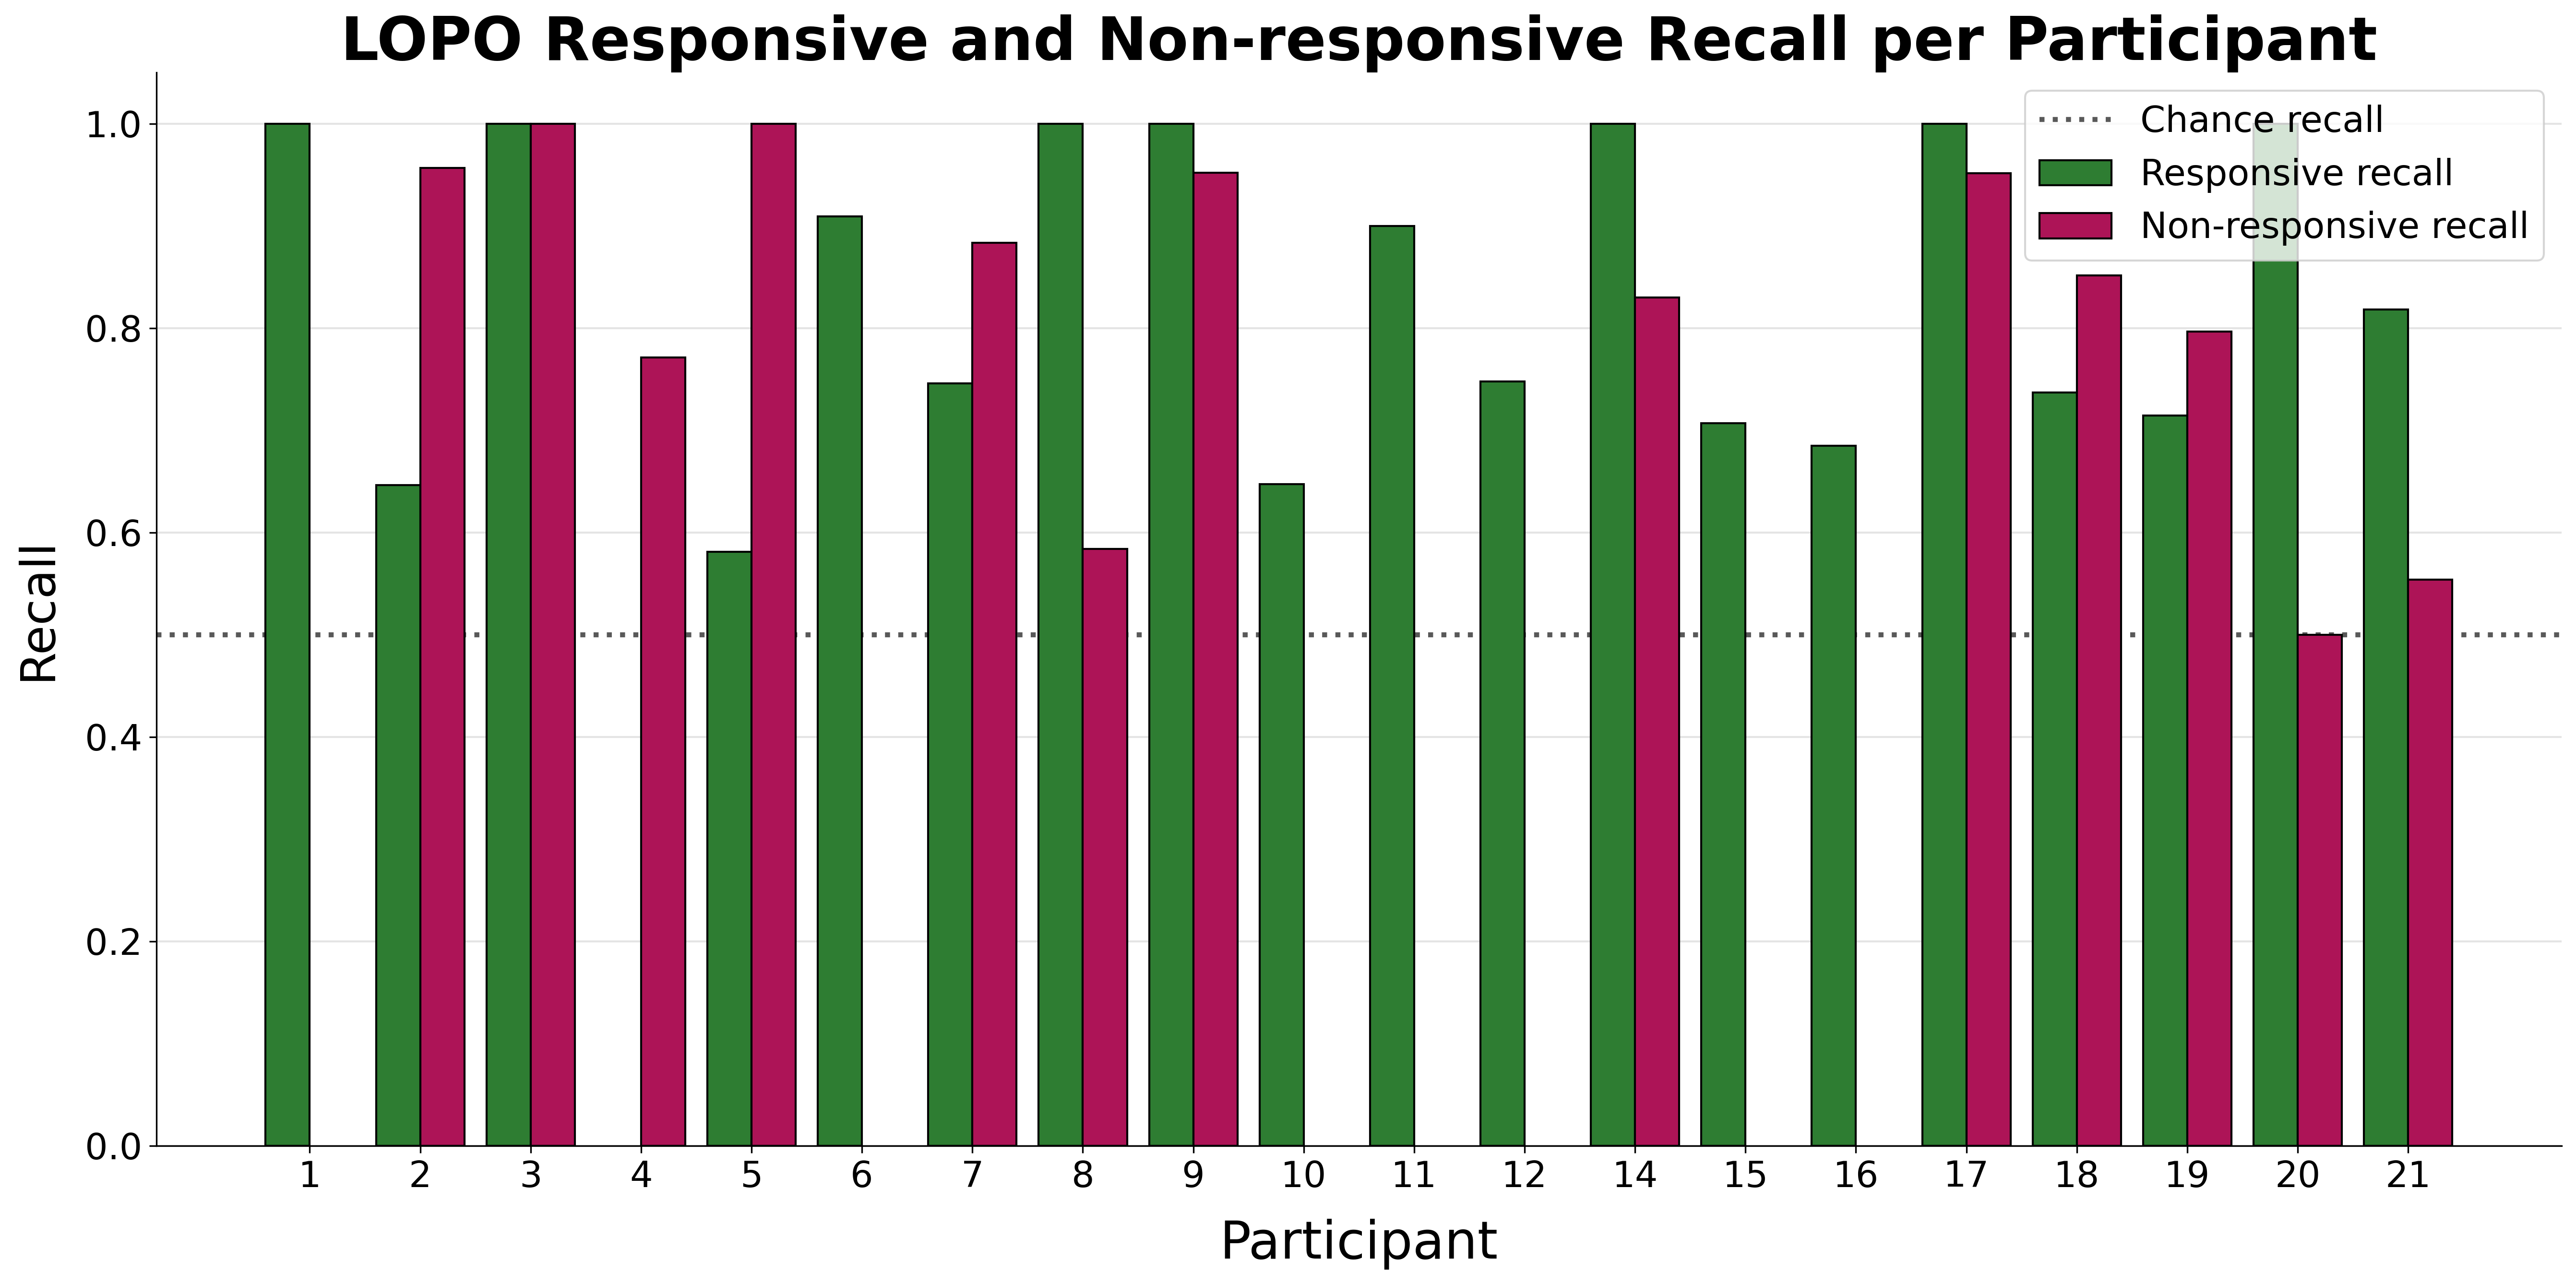 LOPO Responsive and Non-responsive Recall per Participant
Chance recall
Responsive recall
Non-responsive recall
1.0
0.8
0.6
0.4
0.2
0.0
Recall
1 2 3 4 5 6 7 8 9 10 11 12 14 15 16 17 18 19 20 21
Participant